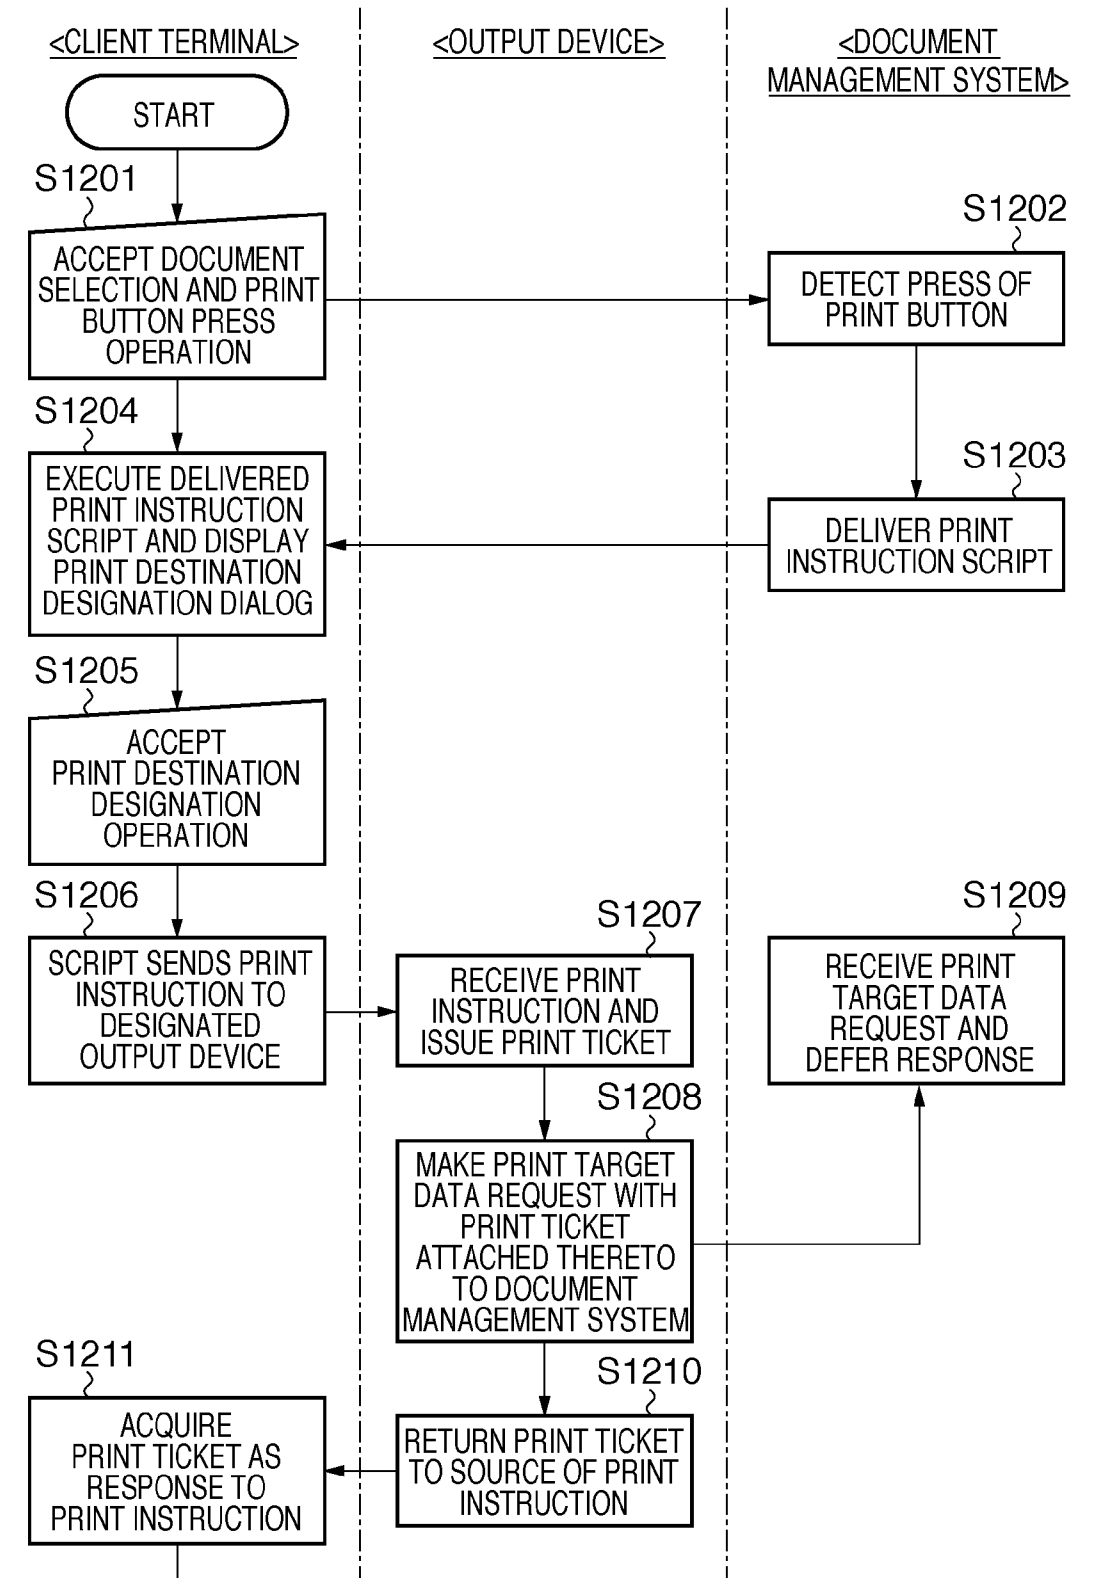 <CLIENT TERMINAL>
<OUTPUT DEVICE>
<DOCUMENT
MANAGEMENT SYSTEM>
START
S1201
ACCEPT DOCUMENT
SELECTION AND PRINT
BUTTON PRESS
OPERATION
S1202
DETECT PRESS OF
PRINT BUTTON
S1203
DELIVER PRINT
INSTRUCTION SCRIPT
S1204
EXECUTE DELIVERED
PRINT INSTRUCTION
SCRIPT AND DISPLAY
PRINT DESTINATION
DESIGNATION DIALOG
S1205
ACCEPT
PRINT DESTINATION
DESIGNATION
OPERATION
S1206
SCRIPT SENDS PRINT
INSTRUCTION TO
DESIGNATED
OUTPUT DEVICE
S1207
RECEIVE PRINT
INSTRUCTION AND
ISSUE PRINT TICKET
S1208
MAKE PRINT TARGET
DATA REQUEST WITH
PRINT TICKET
ATTACHED THERETO
TO DOCUMENT
MANAGEMENT SYSTEM
S1209
RECEIVE PRINT
TARGET DATA
REQUEST AND
DEFER RESPONSE
S1210
RETURN PRINT TICKET
TO SOURCE OF PRINT
INSTRUCTION
S1211
ACQUIRE
PRINT TICKET AS
RESPONSE TO
PRINT INSTRUCTION